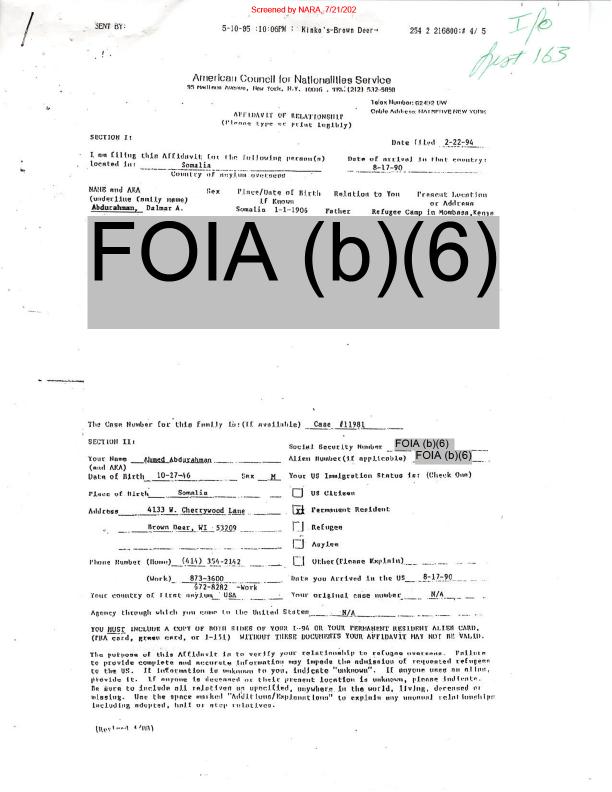 Screened by NARA, 7/21/202
SENT BY: 5-10-95 :10:06PM : Kinko's-Brown Deer→ 254 2 216800:# 4/ 5
I/o
163
American Council for Nationalities Service
95 Madison Avenue, New York, N.Y. 10016 . TEL:(212) 532-5858
AFFIDAVIT OF RELATIONSHIP
(Please type or print legibly)
Telex Number: 62402 UW
Cable Address: NEW YORK
SECTION I:
Date filed 2-22-94
I am filing this Affidavit for the following person(s)
located in: Somalia
Country of asylum overseas
Date of arrival in that country:
8-17-90
NAME and AKA Sex Place/Date of Birth Relation to You Present Location
(underline family name) if Known or Address
Abdurahman, Dalmar A. Somalia 1-1-1906 Father Refugee Camp in Mombasa,Kenya
FOIA (b)(6)
The Case Number for this family is:(if available) Case #11981
SECTION II:
Social Security Number FOIA (b)(6)
Your Name Ahmed Abdurahman Alien Number(if applicable) FOIA (b)(6)
(and AKA)
Date of Birth 10-27-46 Sex M Your US Immigration Status is: (Check One)
Place of Birth Somalia US Citizen
Address 4133 W. Cherrywood Lane X Permanent Resident
Brown Deer, WI 53209 Refugee
Asylee
Phone Number (Home) (414) 354-2142 Other(Please Explain)
(Work) 873-3600 Date you Arrived in the US 8-17-90
672-8282 -Work
Your country of first asylum USA Your original case number N/A
Agency through which you came to the United States N/A
YOU MUST INCLUDE A COPY OF BOTH SIDES OF YOUR I-94 OR YOUR PERMANENT RESIDENT ALIEN CARD,
(PRA card, green card, or I-151) WITHOUT THESE DOCUMENTS YOUR AFFIDAVIT MAY NOT BE VALID.
The purpose of this Affidavit is to verify your relationship to refugee overseas. Failure
to provide complete and accurate information may impede the admission of requested refugees
to the US. If information is unknown to you, indicate "unknown". If anyone uses an alias,
provide it. If anyone is deceased or their present location is unknown, please indicate.
Be sure to include all relatives as specified, anywhere in the world, living, deceased or
missing. Use the space marked "Additions/Explanations" to explain any unusual relationships
including adopted, half or step relatives.